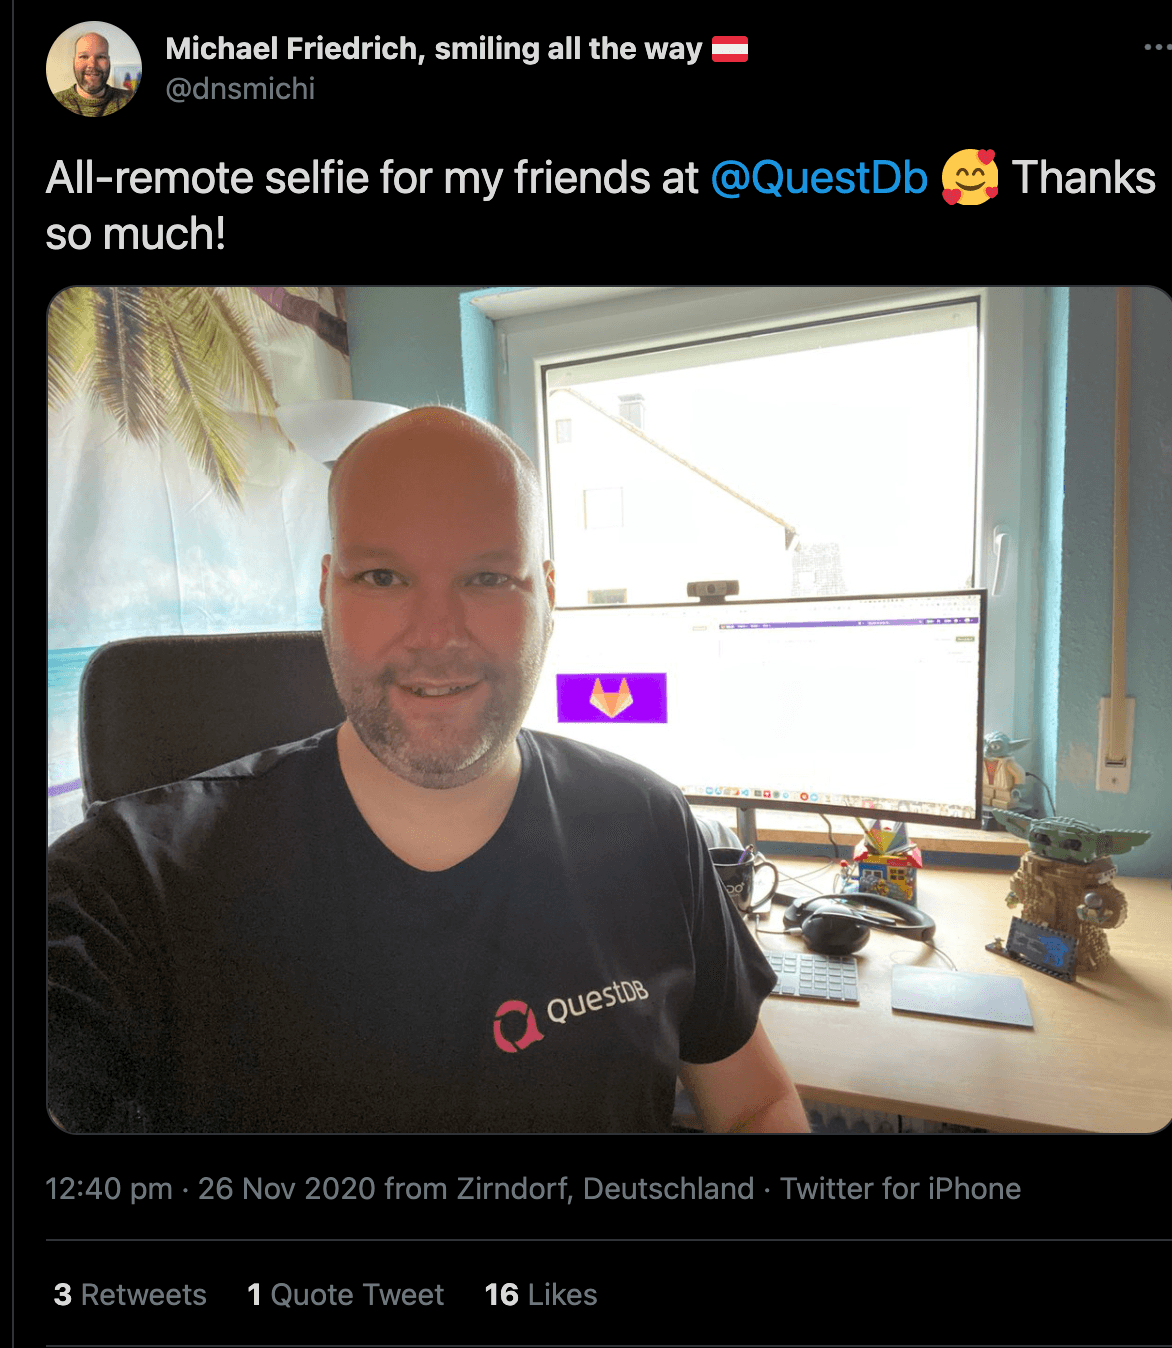 Michael Friedrich, smiling all the way 🇦🇹
@dnsmichi
All-remote selfie for my friends at @QuestDb 🥰 Thanks
so much!
QuestDB
12:40 pm · 26 Nov 2020 from Zirndorf, Deutschland · Twitter for iPhone
3 Retweets 1 Quote Tweet 16 Likes